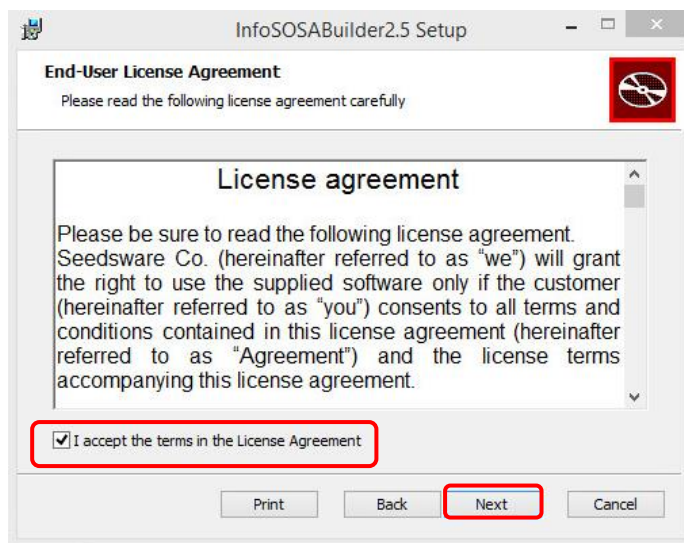 InfoSOSABuilder2.5 Setup
End-User License Agreement
Please read the following license agreement carefully
License agreement
Please be sure to read the following license agreement.
Seedsware Co. (hereinafter referred to as “we”) will grant
the right to use the supplied software only if the customer
(hereinafter referred to as “you”) consents to all terms and
conditions contained in this license agreement (hereinafter
referred to as “Agreement”) and the license terms
accompanying this license agreement.
I accept the terms in the License Agreement
Print Back Next Cancel